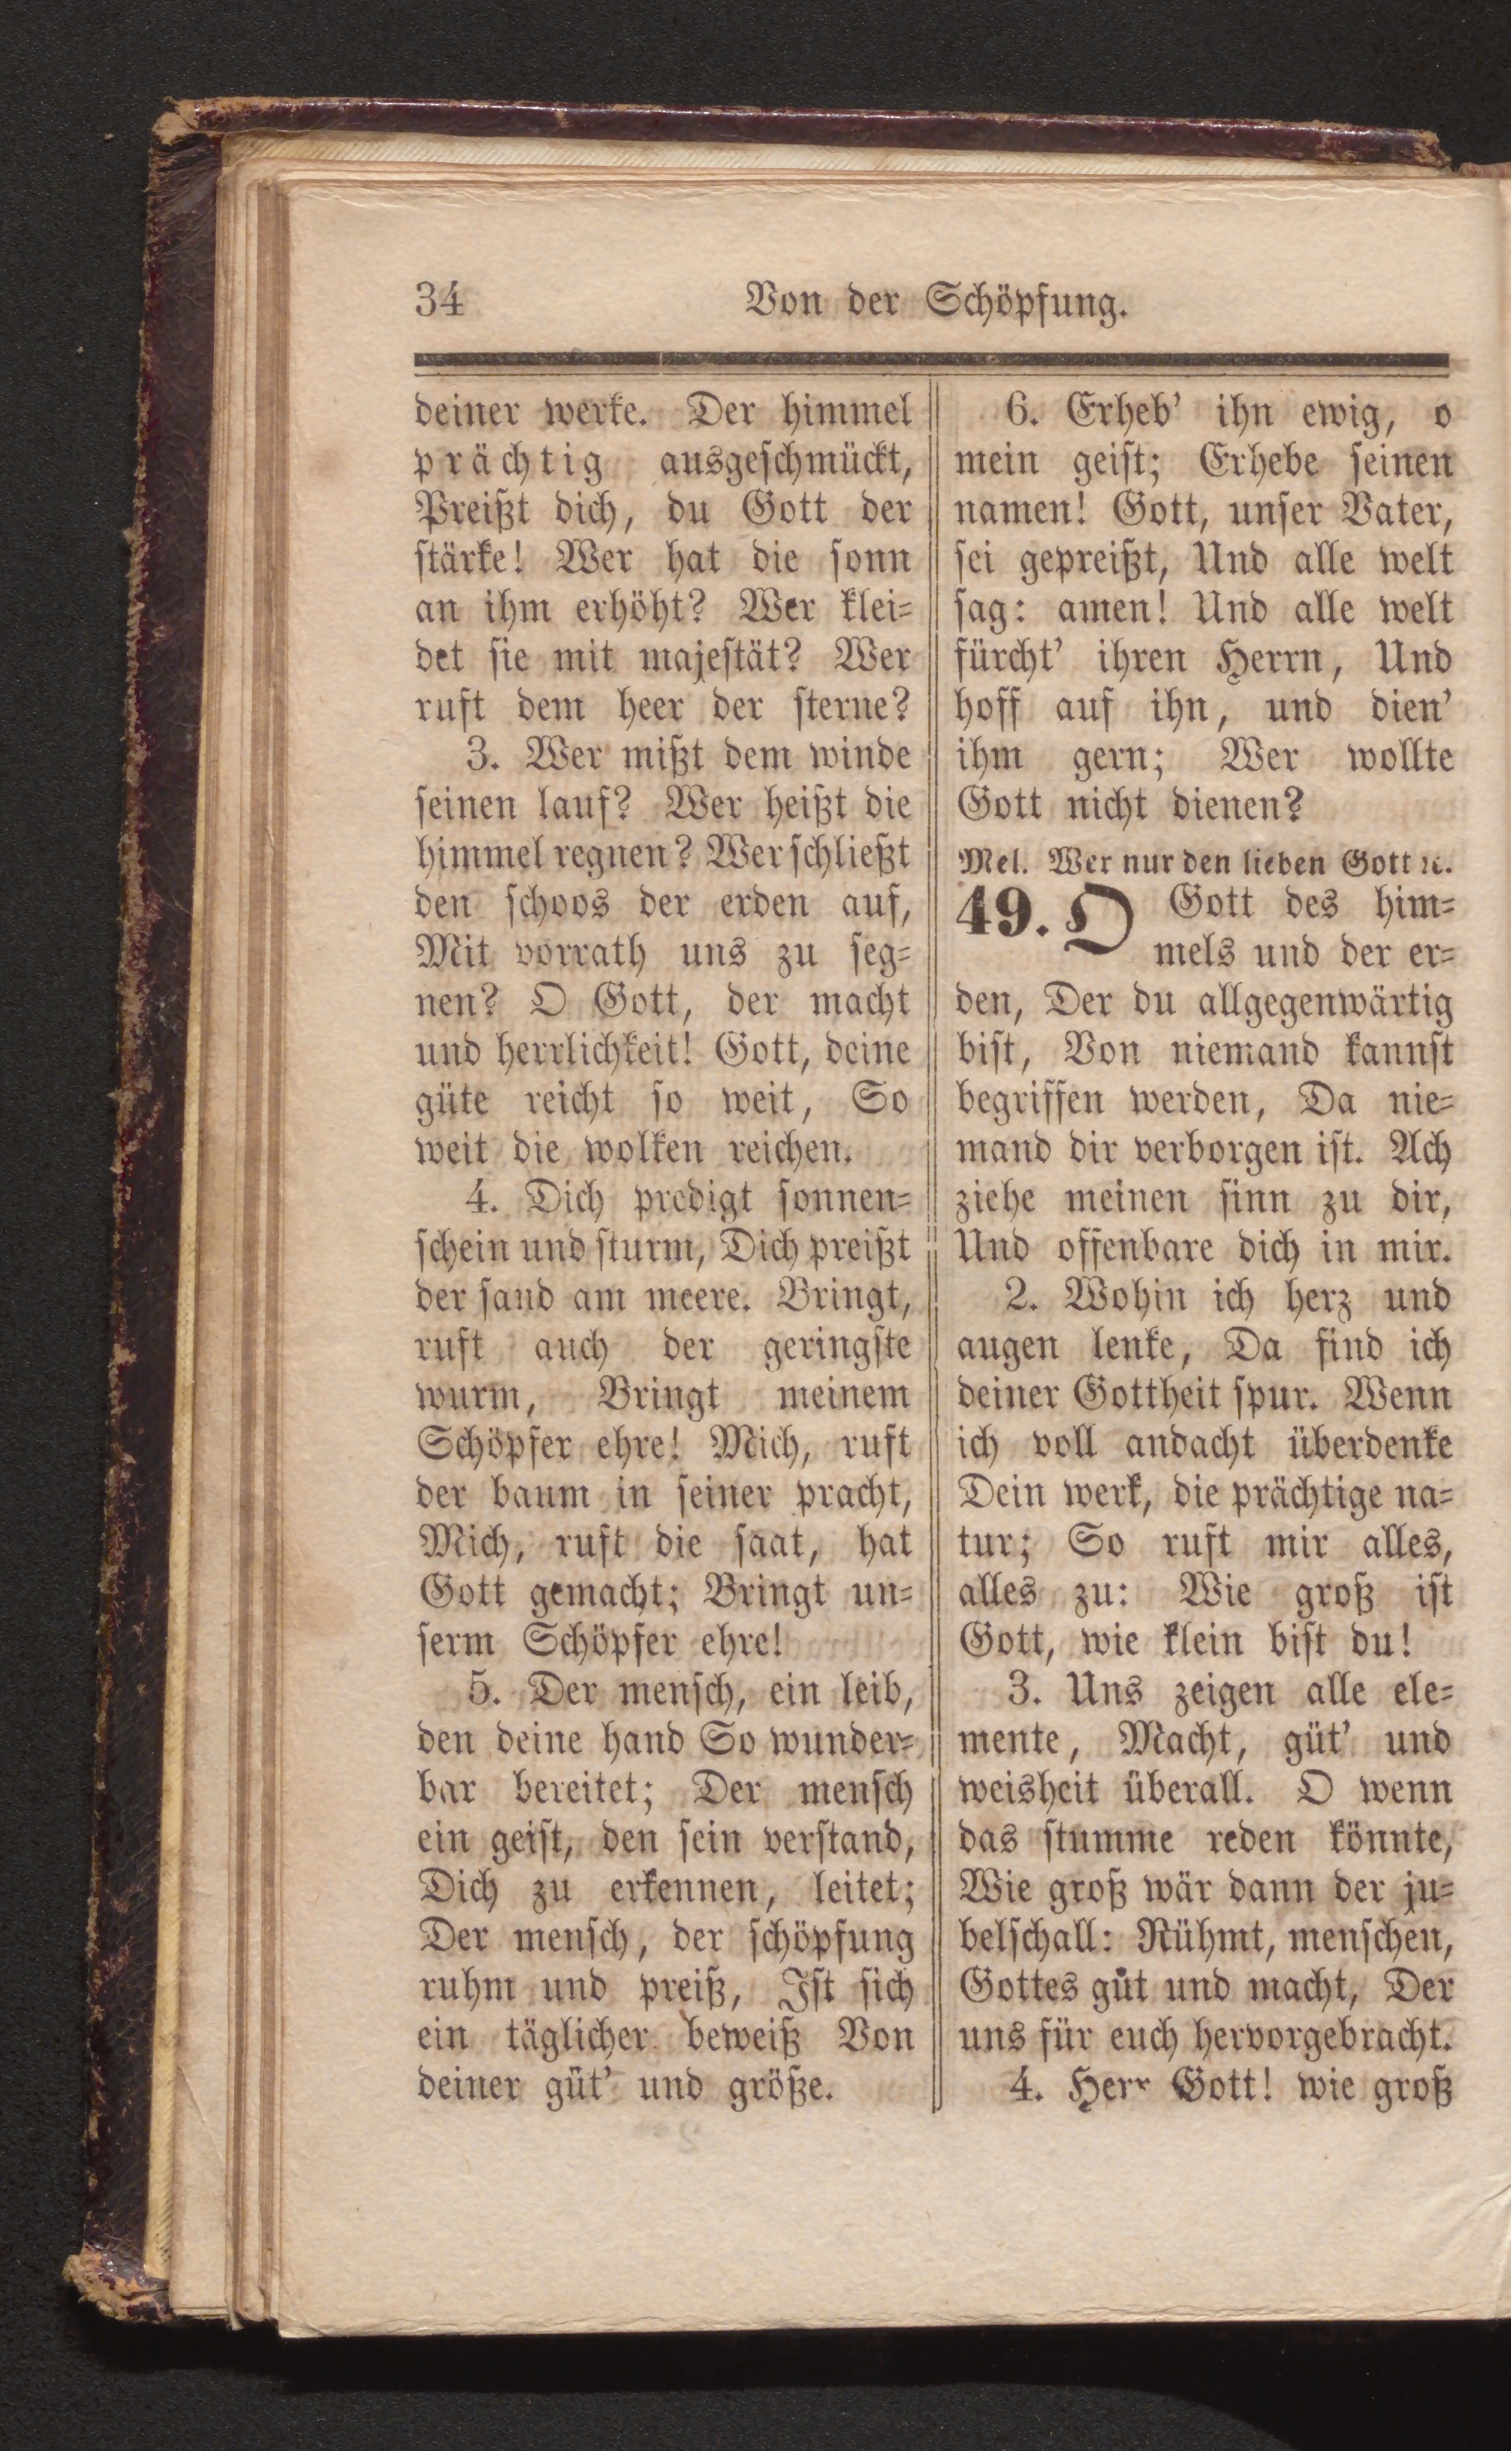 34
Von der Schöpfung.
deiner werke. Der himmel
prächtig ausgeschmückt,
Preißt dich, du Gott der
stärke! Wer hat die sonn
an ihm erhöht? Wer klei=
det sie mit majestät? Wer
ruft dem heer der sterne?
3. Wer mißt dem winde
seinen lauf? Wer heißt die
himmel regnen? Wer schließt
den schoos der erden auf,
Mit vorrath uns zu seg=
nen? O Gott, der macht
und herrlichkeit! Gott, deine
güte reicht so weit, So
weit die wolken reichen.
4. Dich predigt sonnen=
schein und sturm, Dich preißt
der sand am meere. Bringt,
ruft auch der geringste
wurm, Bringt meinem
Schöpfer ehre! Mich, ruft
der baum in seiner pracht,
Mich, ruft die saat, hat
Gott gemacht; Bringt un=
serm Schöpfer ehre!
5. Der mensch, ein leib,
den deine hand So wunder=
bar bereitet; Der mensch
ein geist, den sein verstand,
Dich zu erkennen, leitet;
Der mensch, der schöpfung
ruhm und preiß, Ist sich
ein täglicher beweiß Von
deiner güt' und größe.
6. Erheb' ihn ewig, o
mein geist; Erhebe seinen
namen! Gott, unser Vater,
sei gepreißt, Und alle welt
sag: amen! Und alle welt
fürcht' ihren Herrn, Und
hoff auf ihn, und dien'
ihm gern; Wer wollte
Gott nicht dienen?
Mel. Wer nur den lieben Gott ꝛc.
49. O Gott des him=
mels und der er=
den, Der du allgegenwärtig
bist, Von niemand kannst
begriffen werden, Da nie=
mand dir verborgen ist. Ach
ziehe meinen sinn zu dir,
Und offenbare dich in mir.
2. Wohin ich herz und
augen lenke, Da find ich
deiner Gottheit spur. Wenn
ich voll andacht überdenke
Dein werk, die prächtige na=
tur; So ruft mir alles,
alles zu: Wie groß ist
Gott, wie klein bist du!
3. Uns zeigen alle ele=
mente, Macht, güt' und
weisheit überall. O wenn
das stumme reden könnte,
Wie groß wär dann der ju=
belschall: Rühmt, menschen,
Gottes güt und macht, Der
uns für euch hervorgebracht.
4. Herr Gott! wie groß